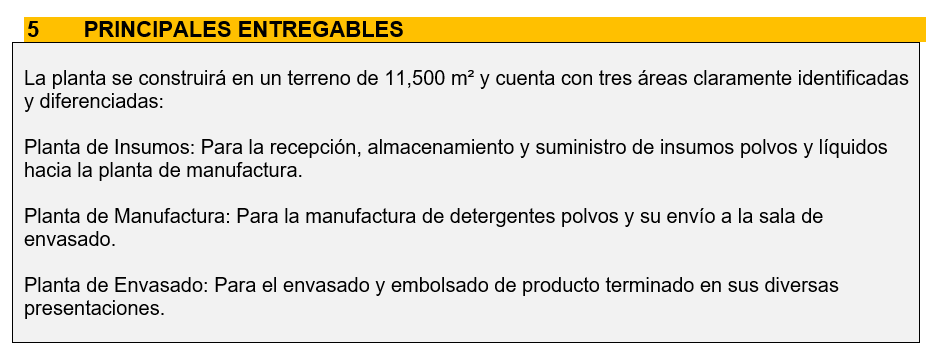 5 PRINCIPALES ENTREGABLES
La planta se construirá en un terreno de 11,500 m² y cuenta con tres áreas claramente identificadas
y diferenciadas:
Planta de Insumos: Para la recepción, almacenamiento y suministro de insumos polvos y líquidos
hacia la planta de manufactura.
Planta de Manufactura: Para la manufactura de detergentes polvos y su envío a la sala de
envasado.
Planta de Envasado: Para el envasado y embolsado de producto terminado en sus diversas
presentaciones.